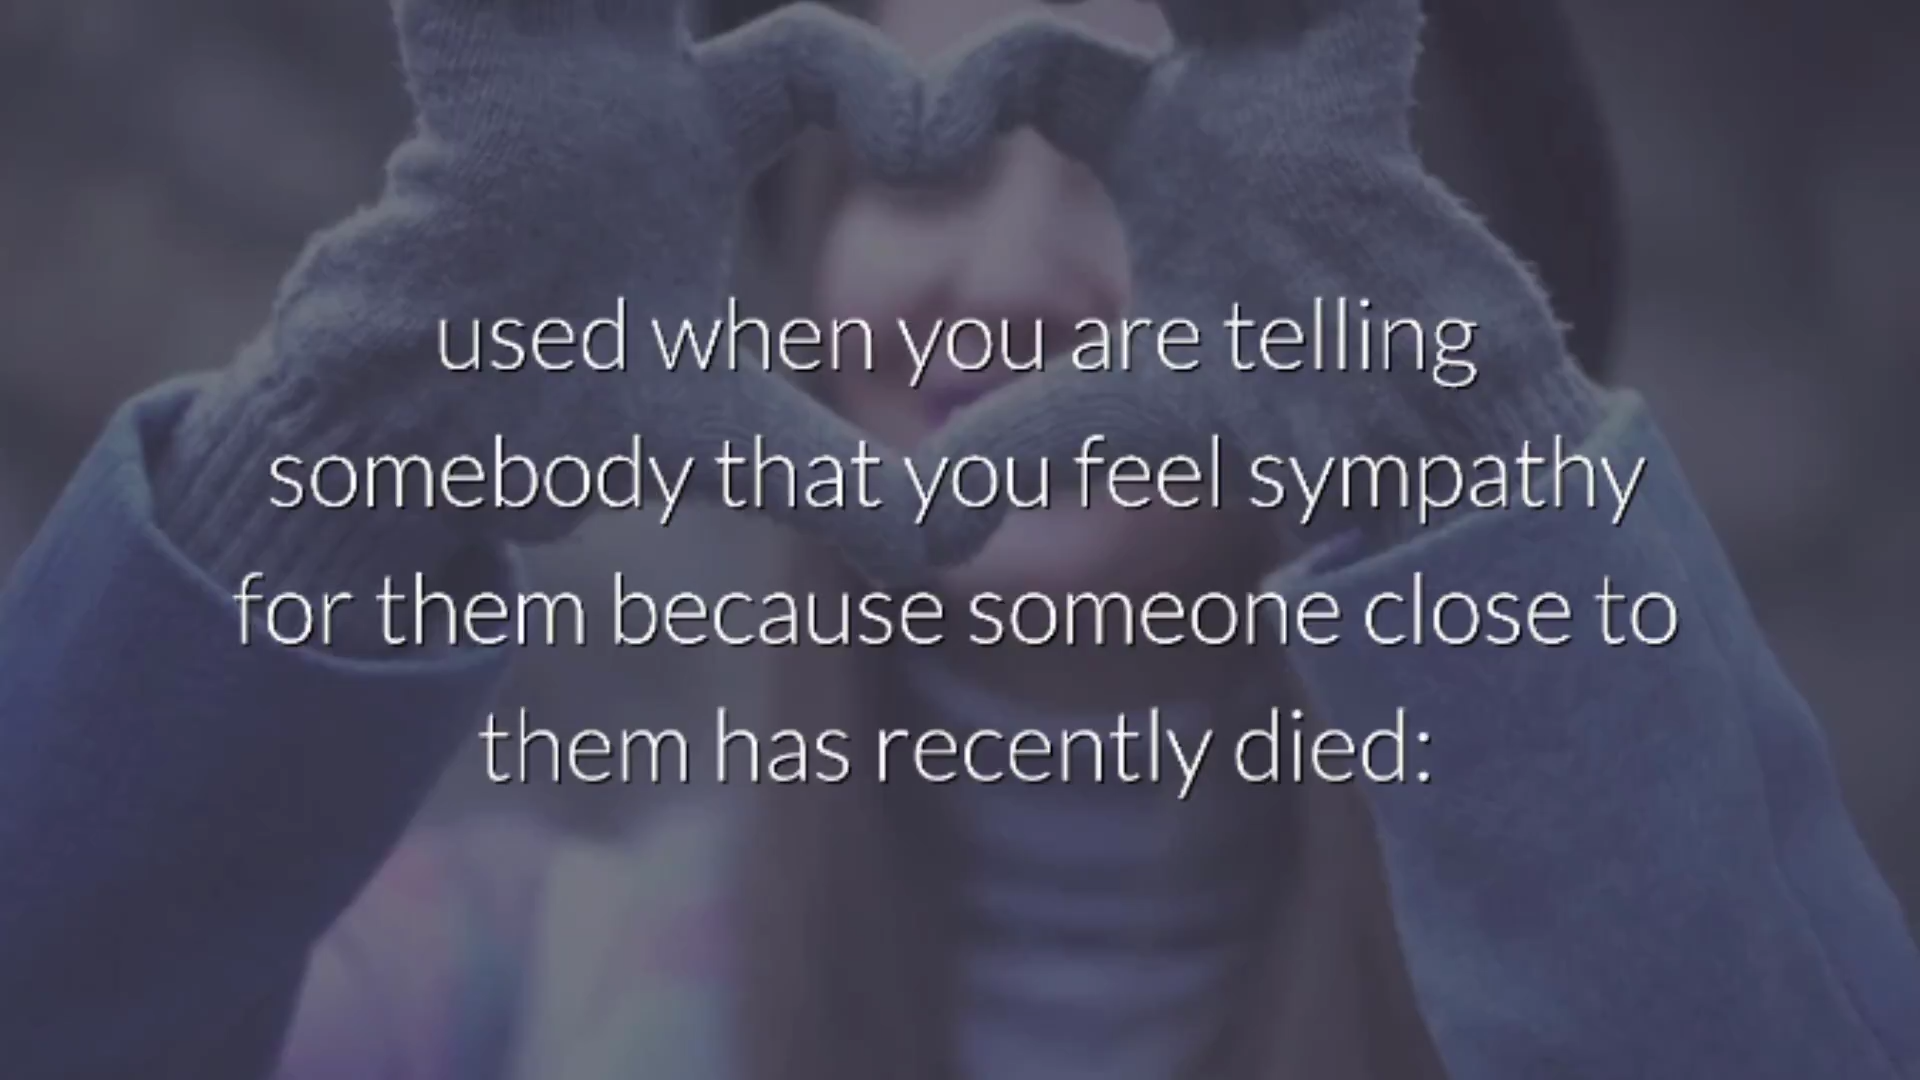 used when you are telling
somebody that you feel sympathy
for them because someone close to
them has recently died: